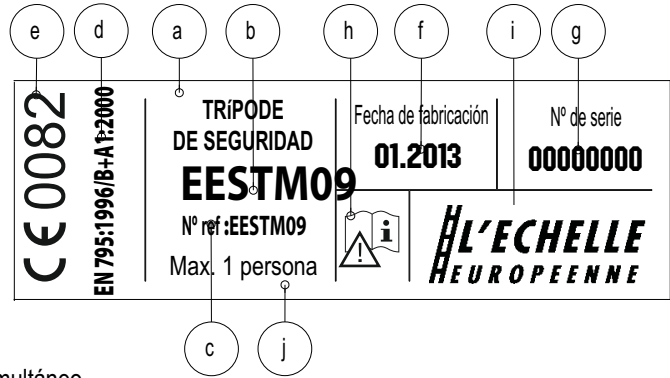 e
d
a
b
h
f
i
g
CE 0082
EN 795:1996/B+A1:2000
TRíPODE
DE SEGURIDAD
EESTM09
Nº ref :EESTM09
Max. 1 persona
Fecha de fabricación
01.2013
Nº de serie
00000000
i
L'ECHELLE
EUROPEENNE
c
j